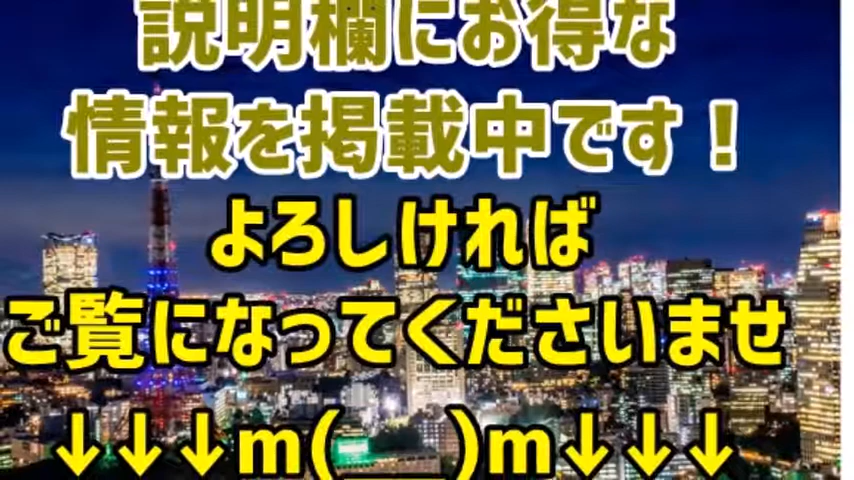 説明欄にお得な
情報を掲載中です！
よろしければ
ご覧になってくださいませ
↓↓↓m(__)m↓↓↓